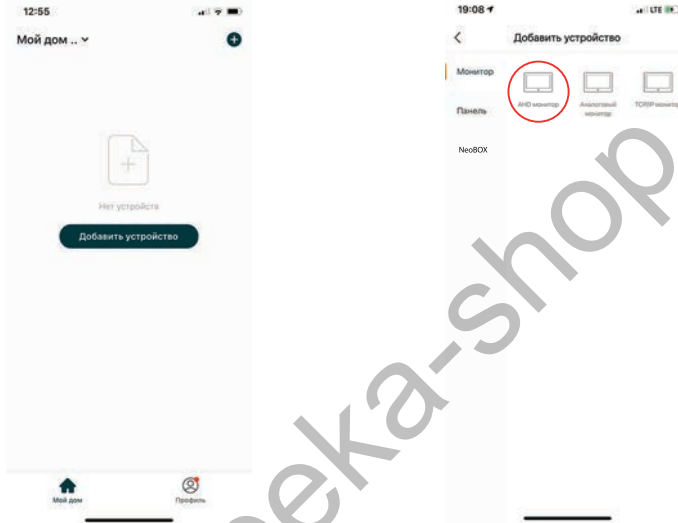 12:55
Мой дом ..
Нет устройств
Добавить устройство
Мой дом
Профиль
19:08
LTE
Добавить устройство
Монитор
Панель
NeoBOX
AHD монитор
Аналоговый
монитор
TCP/IP монитор
eka-shop